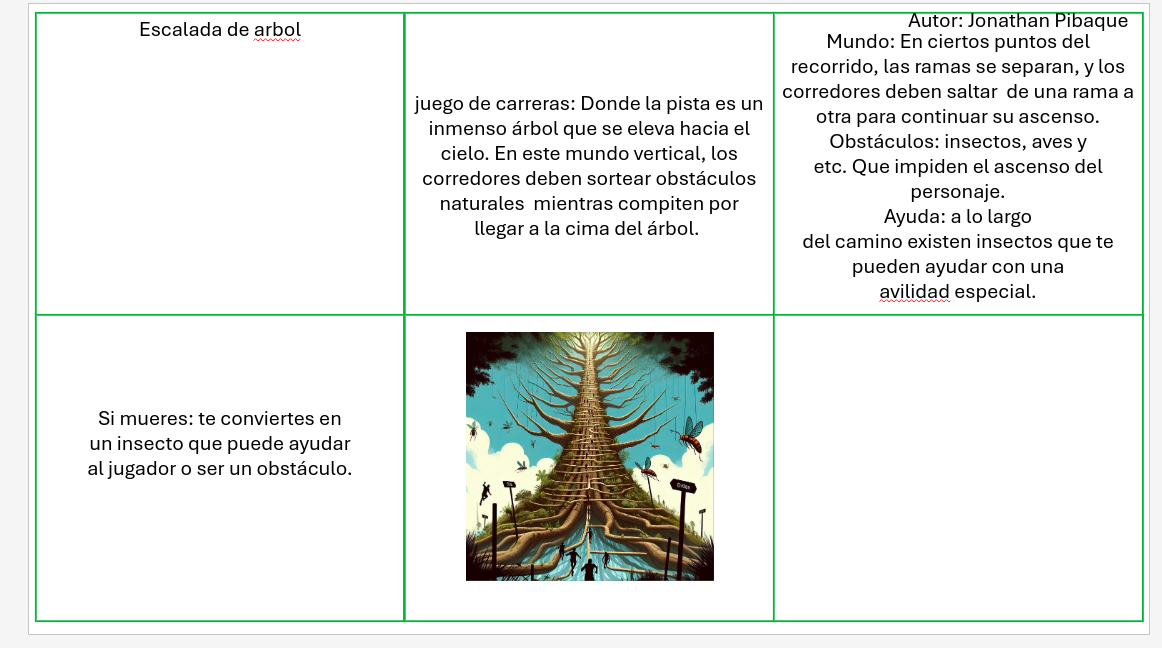 Escalada de arbol
juego de carreras: Donde la pista es un
inmenso árbol que se eleva hacia el
cielo. En este mundo vertical, los
corredores deben sortear obstáculos
naturales  mientras compiten por
llegar a la cima del árbol.
Autor: Jonathan Pibaque
Mundo: En ciertos puntos del
recorrido, las ramas se separan, y los
corredores deben saltar  de una rama a
otra para continuar su ascenso.
Obstáculos: insectos, aves y
etc. Que impiden el ascenso del
personaje.
Ayuda: a lo largo
del camino existen insectos que te
pueden ayudar con una
avilidad especial.
Si mueres: te conviertes en
un insecto que puede ayudar
al jugador o ser un obstáculo.